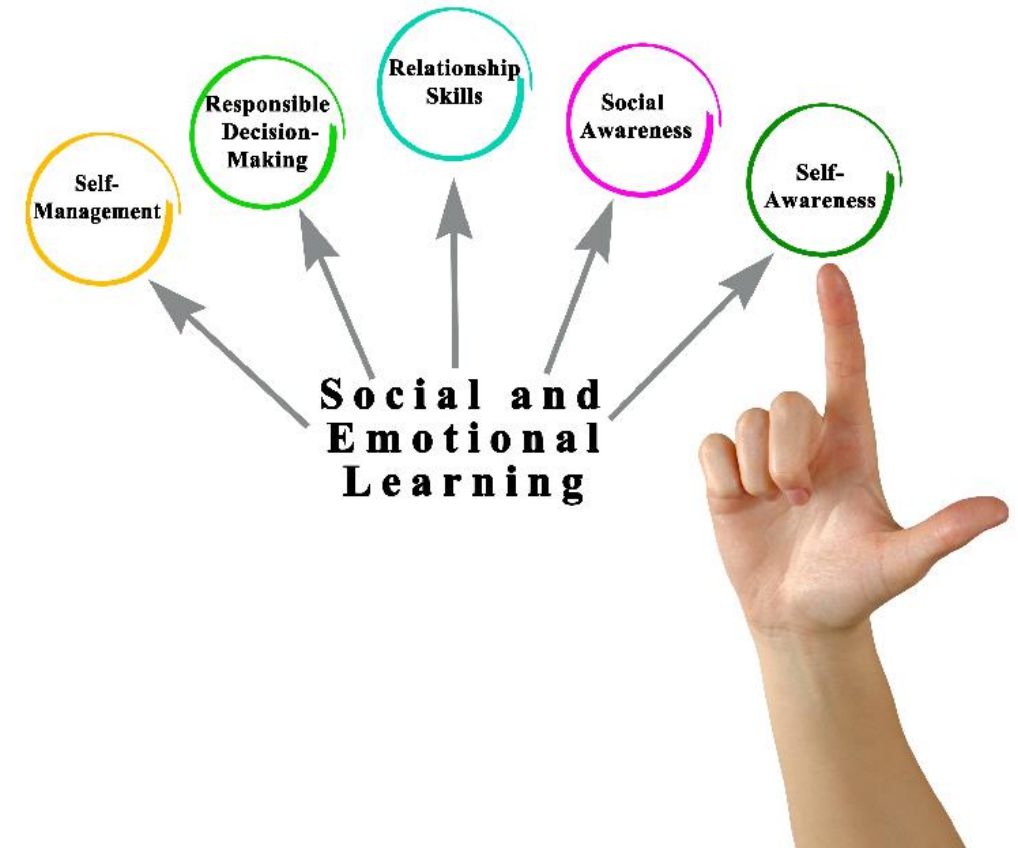 Self-
Management
Responsible
Decision-
Making
Relationship
Skills
Social
Awareness
Self-
Awareness
Social and
Emotional
Learning